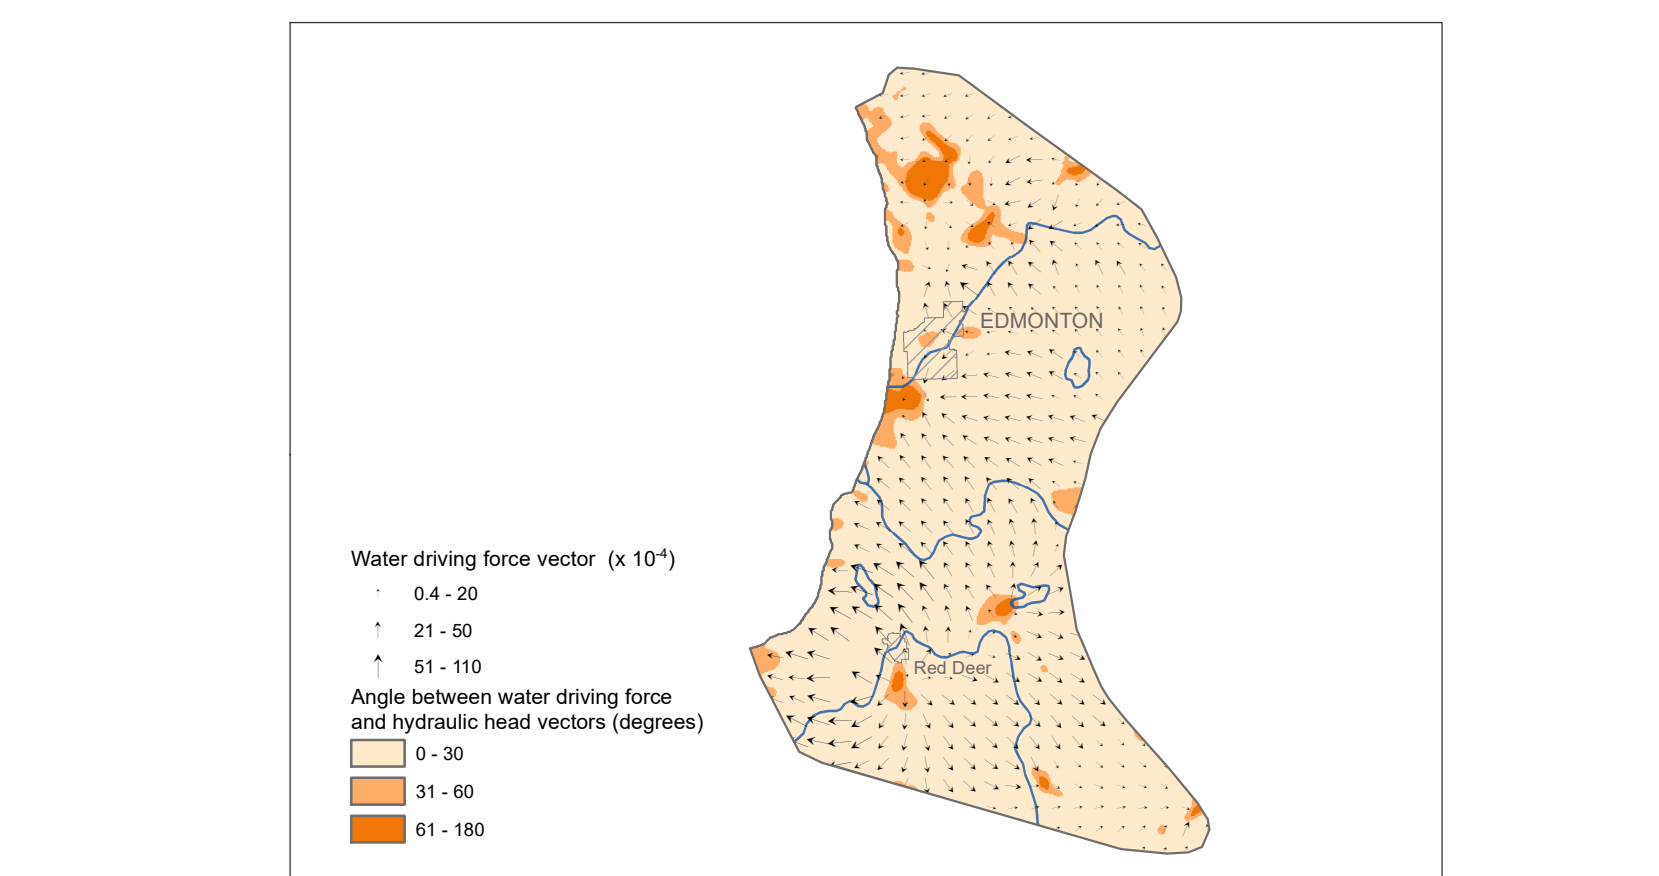 EDMONTON
Water driving force vector (x 10-4)
0.4 - 20
21 - 50
51 - 110
Red Deer
Angle between water driving force
and hydraulic head vectors (degrees)
0 - 30
31 - 60
61 - 180